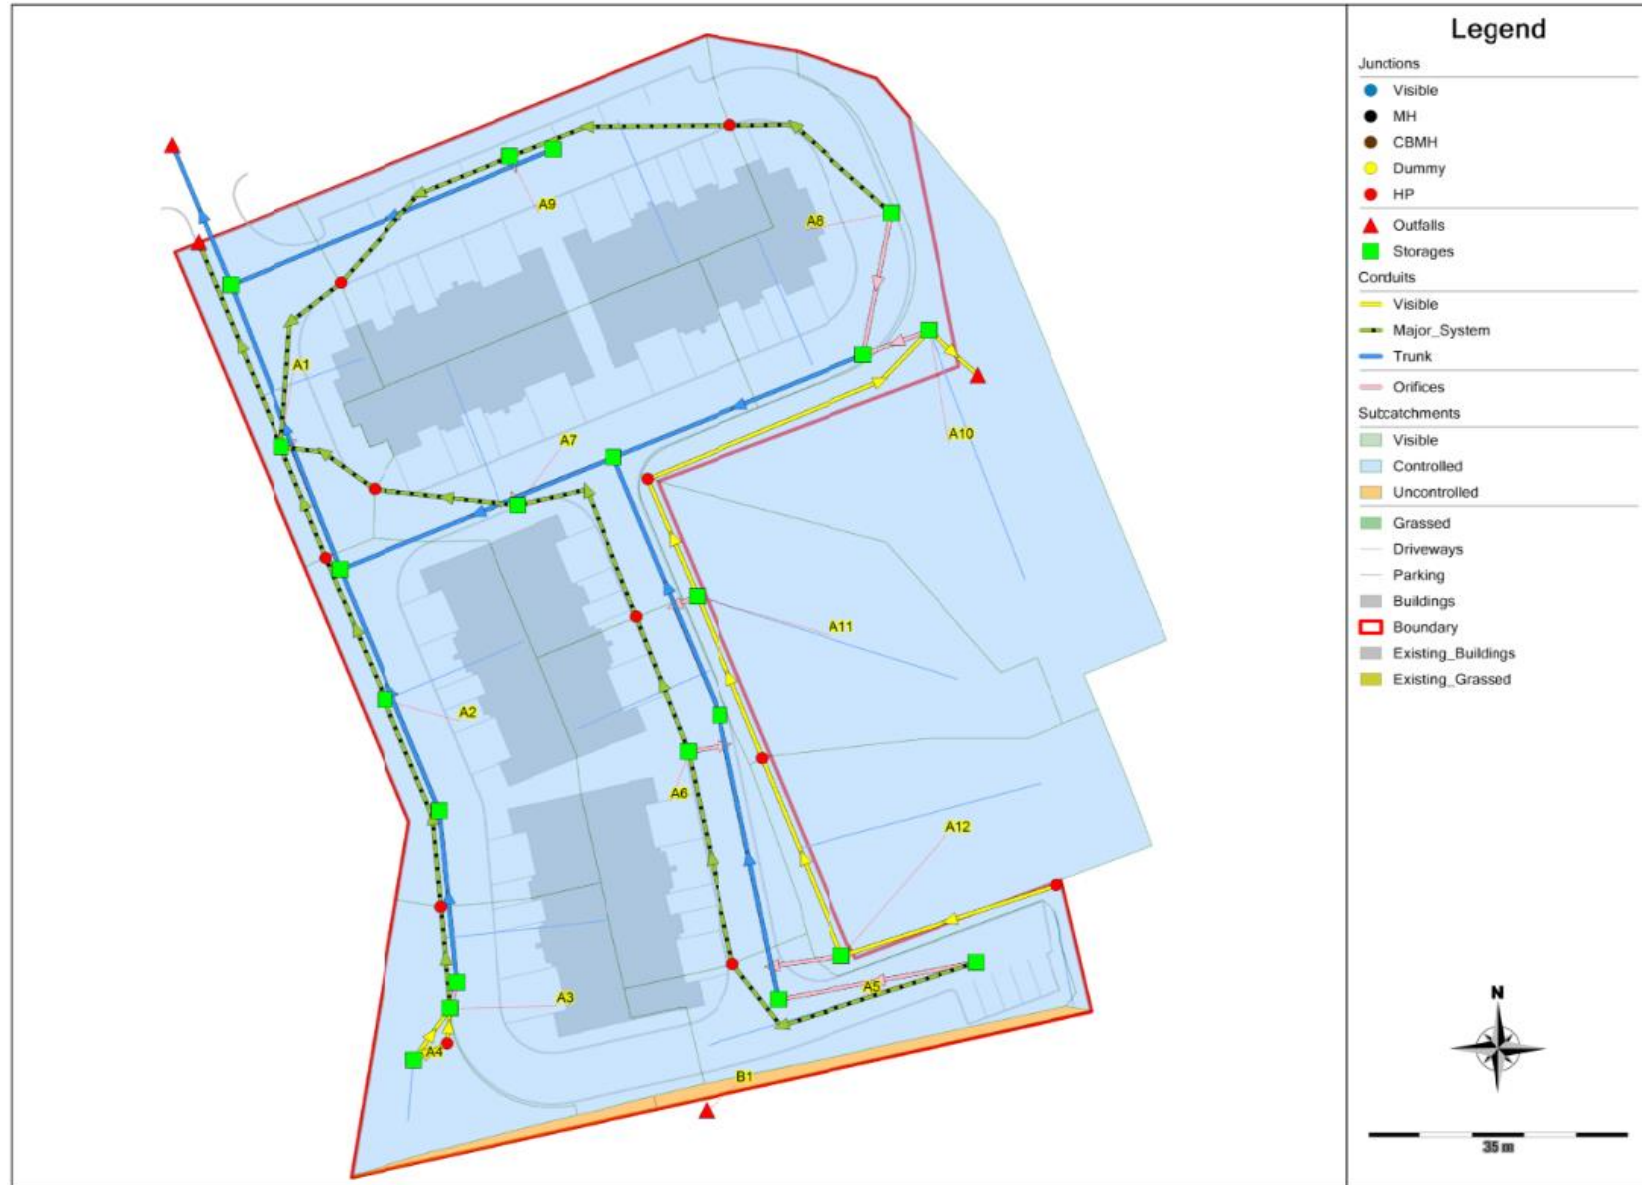 Legend
Junctions
Visible
MH
CBMH
Dummy
HP
Outfalls
Storages
Conduits
Visible
Major_System
Trunk
Orifices
Subcatchments
Visible
Controlled
Uncontrolled
Grassed
Driveways
Parking
Buildings
Boundary
Existing_Buildings
Existing_Grassed
A9
A8
A1
A7
A10
A11
A2
A6
A12
A5
A3
A4
B1
N
35 m